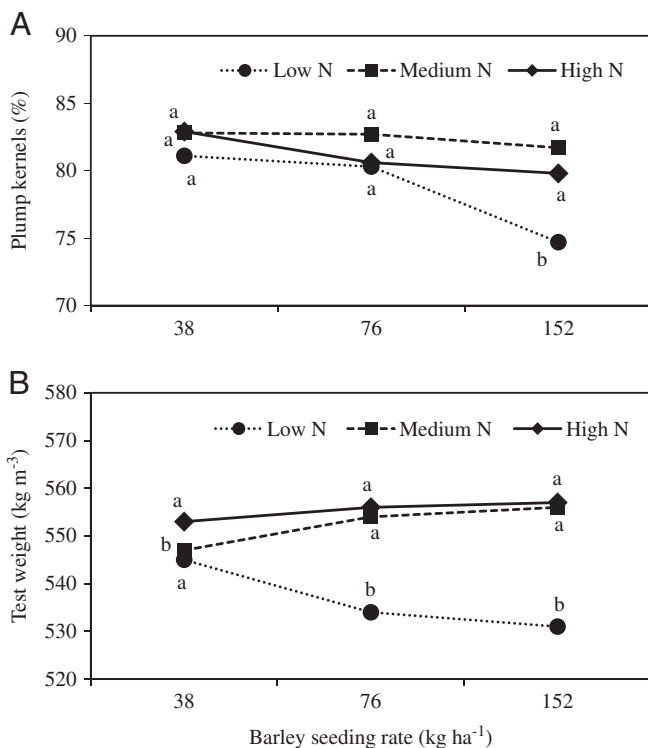 A
90
Low N Medium N High N
85
a a a
a
a
80
a a a
Plump kernels (%)
75
b
70
38 76 152
B
580
Low N Medium N High N
570
560
a a a
550
b a a
540
a
b b
530
520
Test weight (kg m-3)
38 76 152
Barley seeding rate (kg ha-1)